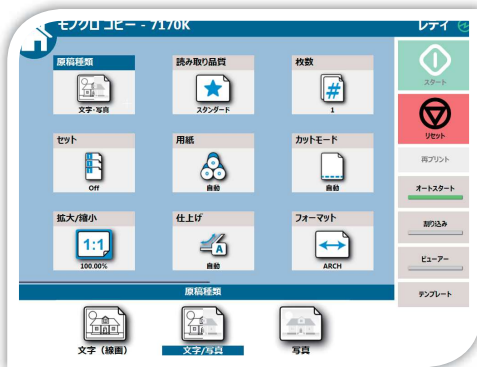 モノクロ コピー - 7170K
レディ
原稿種類
文字・写真
読み取り品質
スタンダード
枚数
#
1
セット
Off
用紙
自動
カットモード
自動
拡大/縮小
1:1
100.00%
仕上げ
A
自動
フォーマット
ARCH
スタート
リセット
再プリント
オートスタート
割り込み
ビューアー
テンプレート
原稿種類
文字（線画）
文字/写真
写真